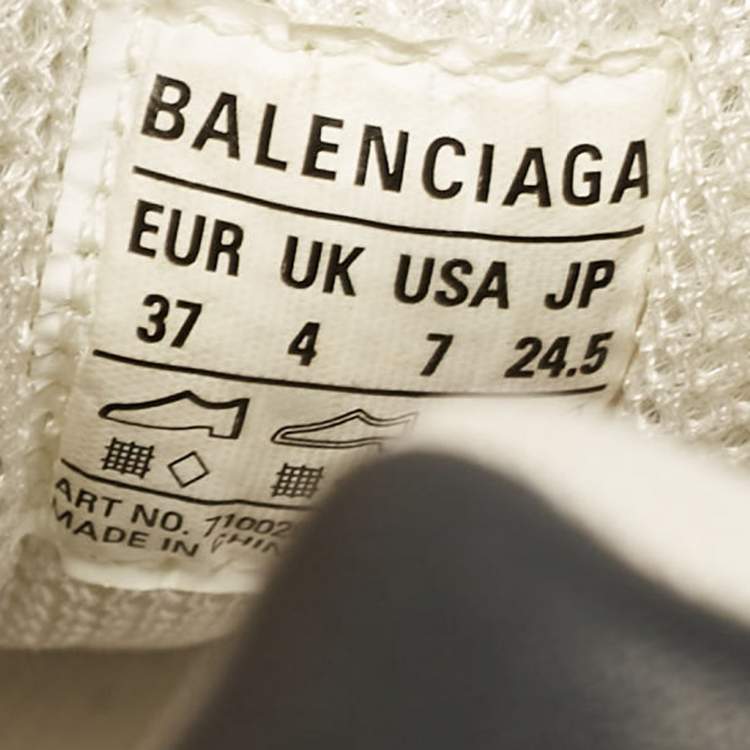 BALENCIAGA
EUR UK USA JP
37 4 7 24.5
ART NO.
MADE IN